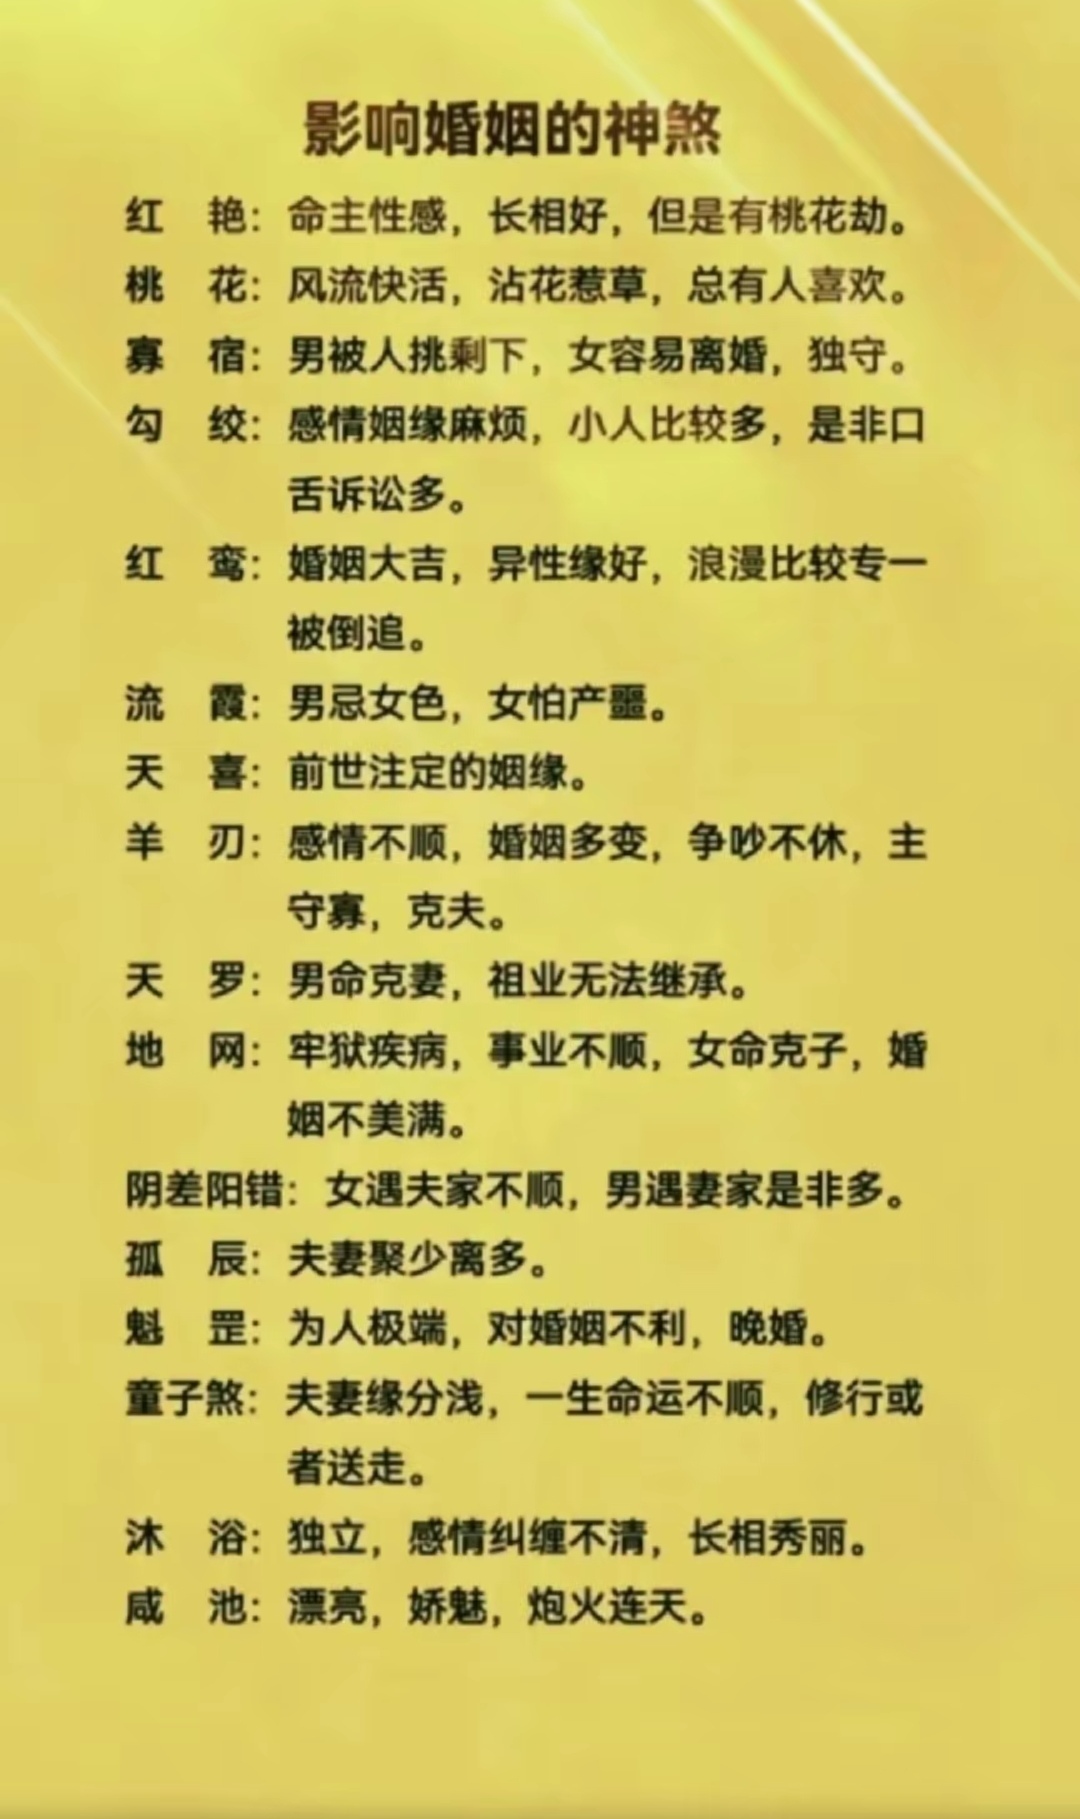 影响婚姻的神煞
红 艳：命主性感，长相好，但是有桃花劫。
桃 花：风流快活，沾花惹草，总有人喜欢。
寡 宿：男被人挑剩下，女容易离婚，独守。
勾 绞：感情姻缘麻烦，小人比较多，是非口
舌诉讼多。
红 鸾：婚姻大吉，异性缘好，浪漫比较专一
被倒追。
流 霞：男忌女色，女怕产噩。
天 喜：前世注定的姻缘。
羊 刃：感情不顺，婚姻多变，争吵不休，主
守寡，克夫。
天 罗：男命克妻，祖业无法继承。
地 网：牢狱疾病，事业不顺，女命克子，婚
姻不美满。
阴差阳错：女遇夫家不顺，男遇妻家是非多。
孤 辰：夫妻聚少离多。
魁 罡：为人极端，对婚姻不利，晚婚。
童子煞：夫妻缘分浅，一生命运不顺，修行或
者送走。
沐 浴：独立，感情纠缠不清，长相秀丽。
咸 池：漂亮，娇魅，炮火连天。